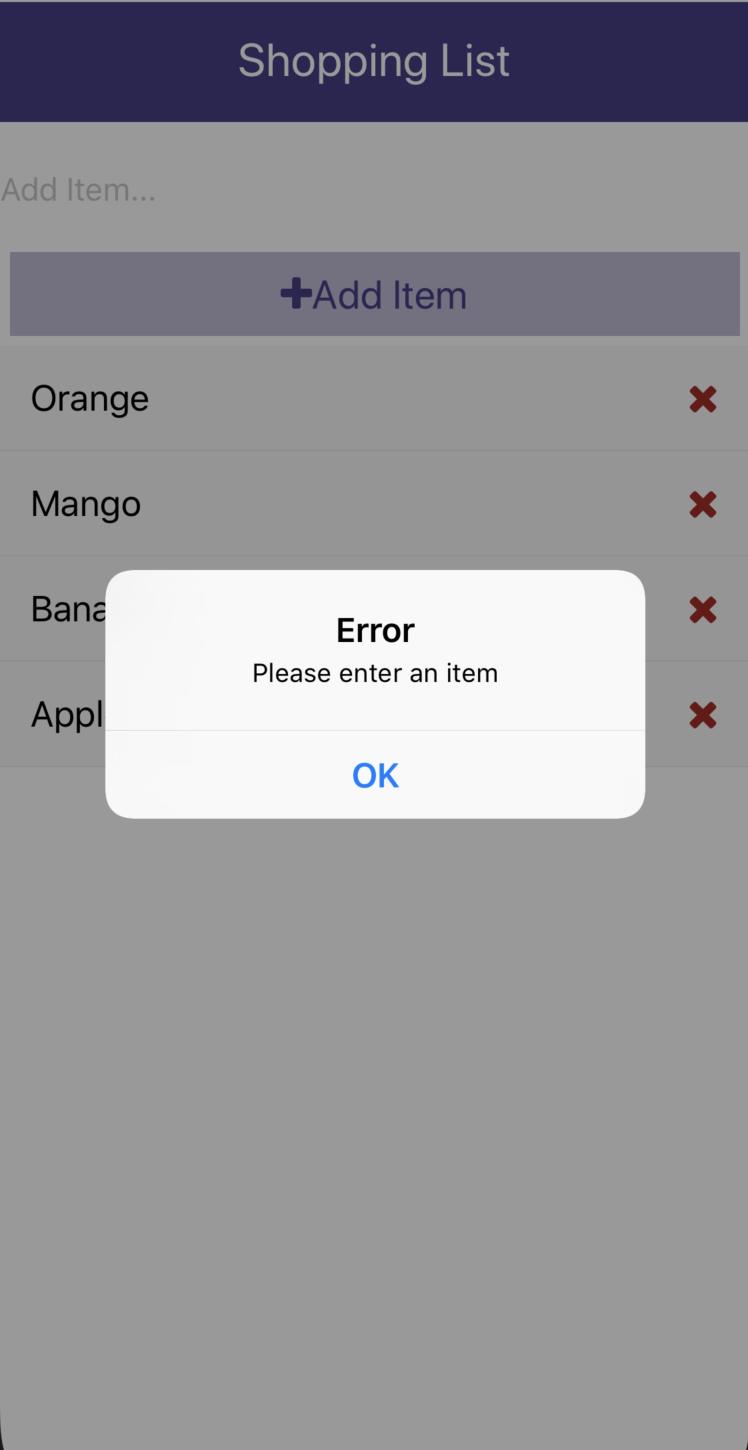 Shopping List
Add Item...
Add Item
Orange
Mango
Bana
Appl
Error
Please enter an item
OK